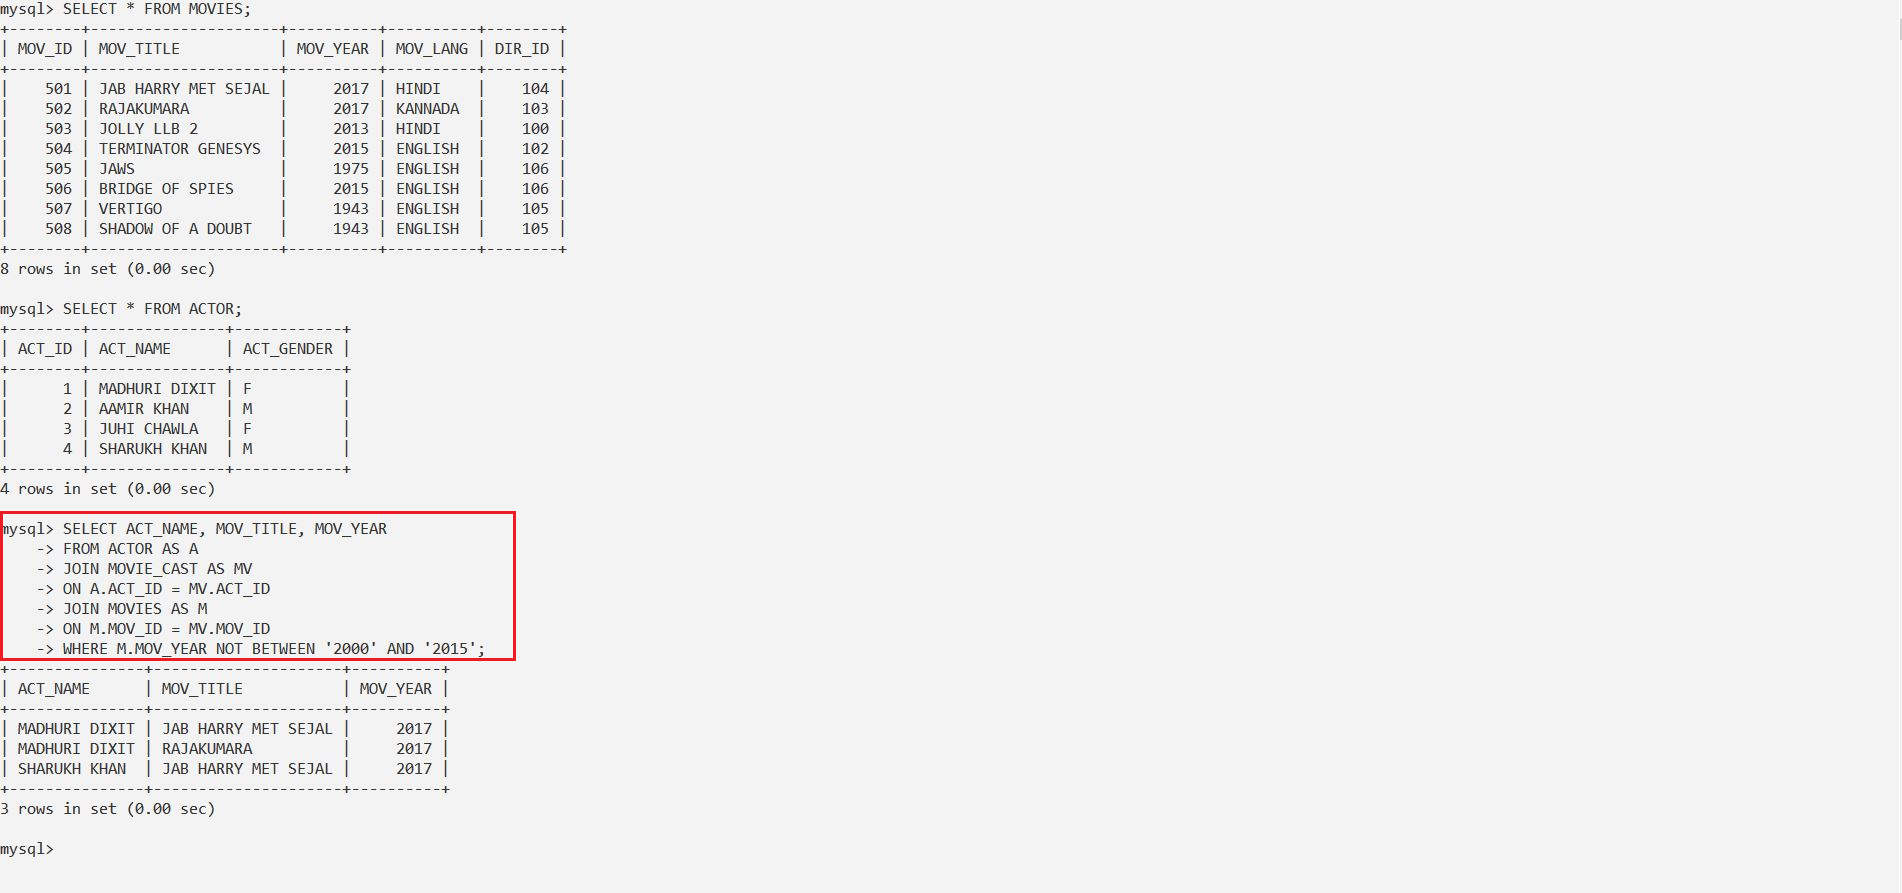 mysql> SELECT * FROM MOVIES;
+--------+---------------------+----------+----------+--------+
| MOV_ID | MOV_TITLE           | MOV_YEAR | MOV_LANG | DIR_ID |
+--------+---------------------+----------+----------+--------+
|    501 | JAB HARRY MET SEJAL |     2017 | HINDI    |    104 |
|    502 | RAJAKUMARA          |     2017 | KANNADA  |    103 |
|    503 | JOLLY LLB 2         |     2013 | HINDI    |    100 |
|    504 | TERMINATOR GENESYS  |     2015 | ENGLISH  |    102 |
|    505 | JAWS                |     1975 | ENGLISH  |    106 |
|    506 | BRIDGE OF SPIES     |     2015 | ENGLISH  |    106 |
|    507 | VERTIGO             |     1943 | ENGLISH  |    105 |
|    508 | SHADOW OF A DOUBT   |     1943 | ENGLISH  |    105 |
+--------+---------------------+----------+----------+--------+
8 rows in set (0.00 sec)

mysql> SELECT * FROM ACTOR;
+--------+---------------+------------+
| ACT_ID | ACT_NAME      | ACT_GENDER |
+--------+---------------+------------+
|      1 | MADHURI DIXIT | F          |
|      2 | AAMIR KHAN    | M          |
|      3 | JUHI CHAWLA   | F          |
|      4 | SHARUKH KHAN  | M          |
+--------+---------------+------------+
4 rows in set (0.00 sec)

mysql> SELECT ACT_NAME, MOV_TITLE, MOV_YEAR
    -> FROM ACTOR AS A
    -> JOIN MOVIE_CAST AS MV
    -> ON A.ACT_ID = MV.ACT_ID
    -> JOIN MOVIES AS M
    -> ON M.MOV_ID = MV.MOV_ID
    -> WHERE M.MOV_YEAR NOT BETWEEN '2000' AND '2015';
+---------------+---------------------+----------+
| ACT_NAME      | MOV_TITLE           | MOV_YEAR |
+---------------+---------------------+----------+
| MADHURI DIXIT | JAB HARRY MET SEJAL |     2017 |
| MADHURI DIXIT | RAJAKUMARA          |     2017 |
| SHARUKH KHAN  | JAB HARRY MET SEJAL |     2017 |
+---------------+---------------------+----------+
3 rows in set (0.00 sec)

mysql>